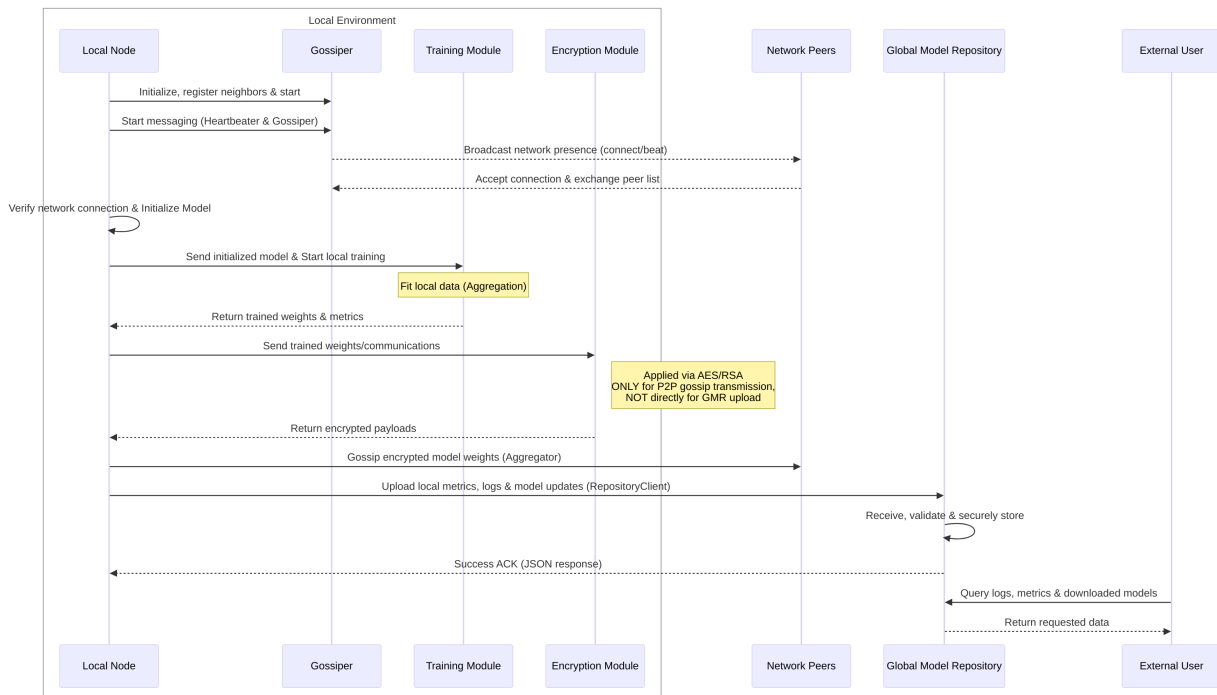 Local Environment
Local Node
Gossiper
Training Module
Encryption Module
Network Peers
Global Model Repository
External User
Initialize, register neighbors & start
Start messaging (Heartbeater & Gossiper)
Broadcast network presence (connect/beat)
Accept connection & exchange peer list
Verify network connection & Initialize Model
Send initialized model & Start local training
Fit local data (Aggregation)
Return trained weights & metrics
Send trained weights/communications
Applied via AES/RSA
ONLY for P2P gossip transmission,
NOT directly for GMR upload
Return encrypted payloads
Gossip encrypted model weights (Aggregator)
Upload local metrics, logs & model updates (RepositoryClient)
Receive, validate & securely store
Success ACK (JSON response)
Query logs, metrics & downloaded models
Return requested data
Local Node
Gossiper
Training Module
Encryption Module
Network Peers
Global Model Repository
External User